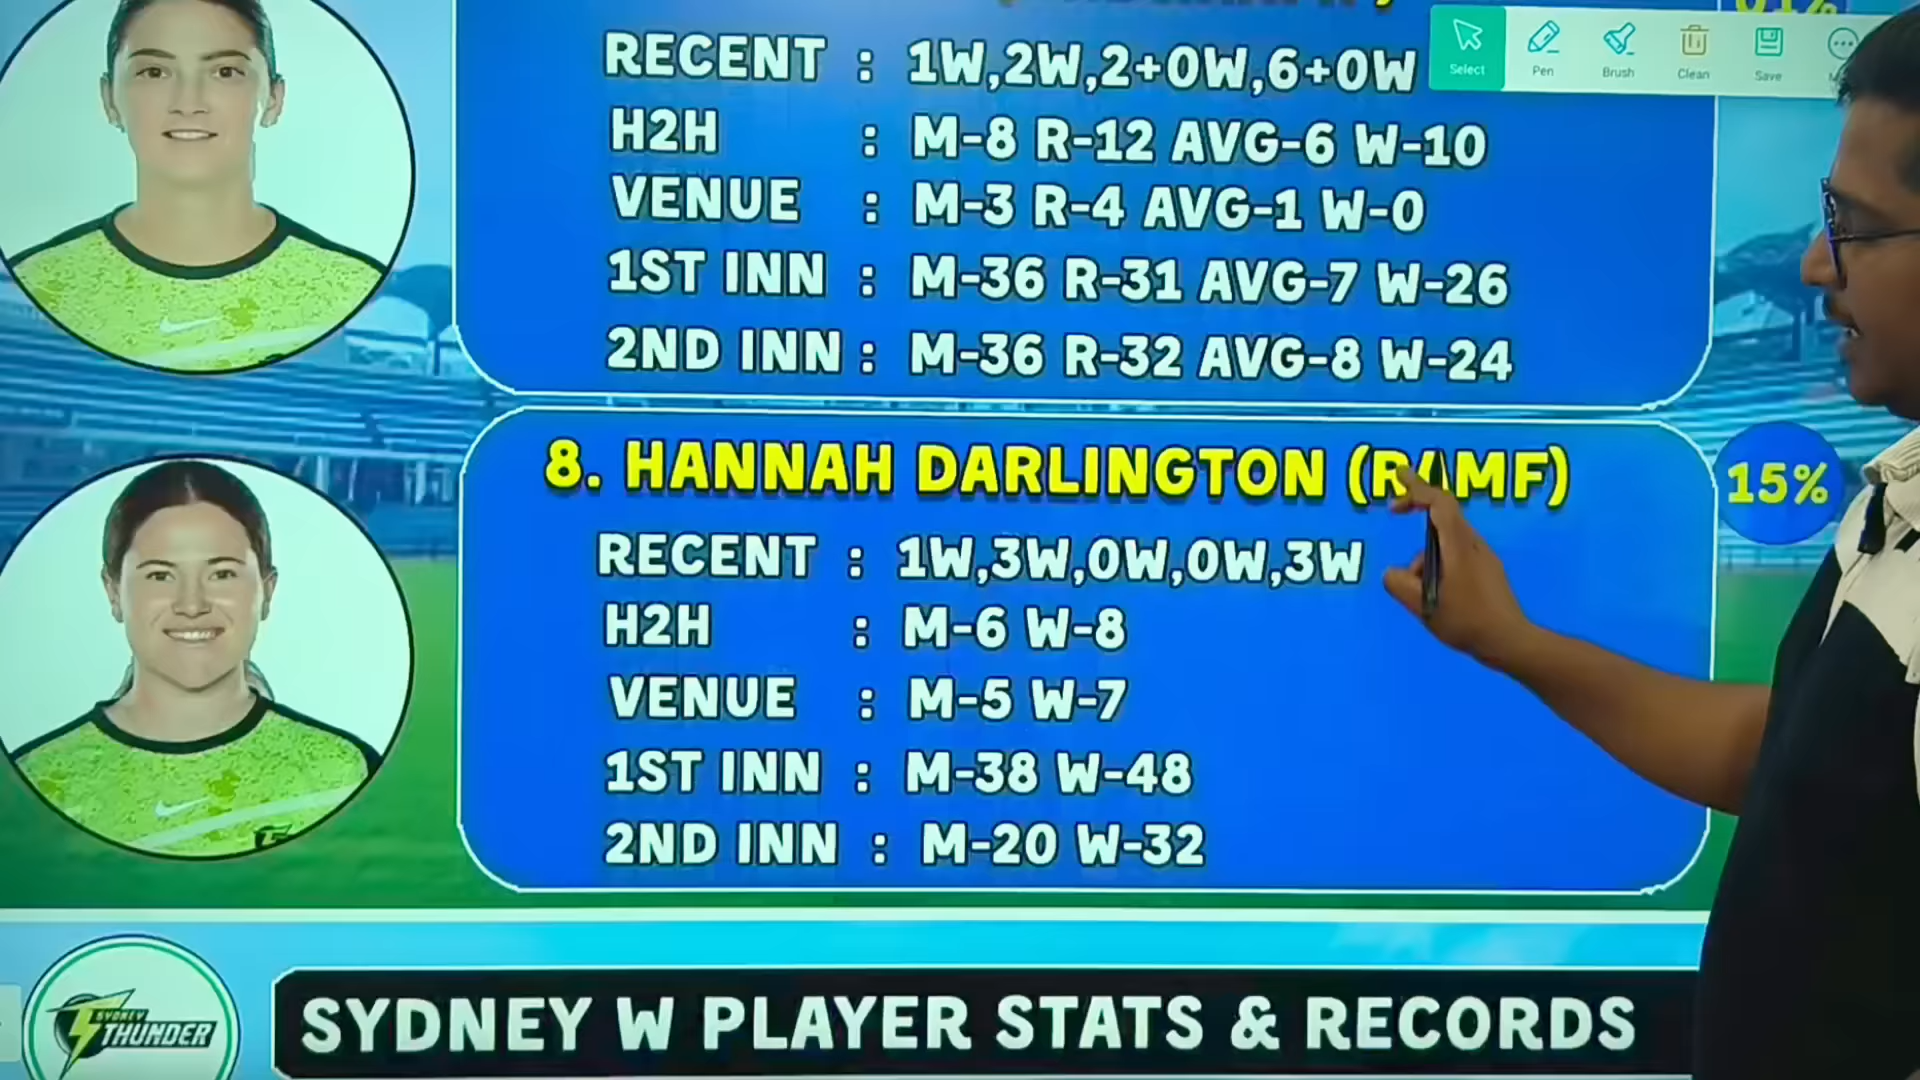 Select
Pen
Brush
Clean
Save
RECENT : 1W,2W,2+0W,6+0W
H2H : M-8 R-12 AVG-6 W-10
VENUE : M-3 R-4 AVG-1 W-0
1ST INN : M-36 R-31 AVG-7 W-26
2ND INN : M-36 R-32 AVG-8 W-24
8. HANNAH DARLINGTON
15%
RECENT : 1W,3W,0W,0W,3W
H2H : M-6 W-8
VENUE : M-5 W-7
1ST INN : M-38 W-48
2ND INN : M-20 W-32
SYDNEY
THUNDER
SYDNEY W PLAYER STATS & RECORDS